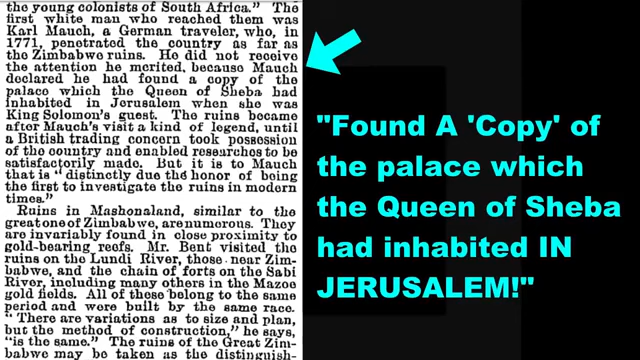 the young colonists of South Africa." The
first white man who reached them was
Karl Mauch, a German traveler, who, in
1771, penetrated the country as far as
the Zimbabwe ruins. He did not receive
the attention he merited, because Mauch
declared he had found a copy of the
palace which the Queen of Sheba had
inhabited in Jerusalem when she was
King Solomon's guest. The ruins became
after Mauch's visit a kind of legend, until
a British trading concern took possession
of the country and enabled researches to be
satisfactorily made. But it is to Mauch
that is "distinctly due the honor of being
the first to investigate the ruins in modern
times."
Ruins in Mashonaland, similar to the
great one of Zimbabwe, are numerous. They
are invariably found in close proximity to
gold-bearing reefs. Mr. Bent visited the
ruins on the Lundi River, those near Zim-
babwe, and the chain of forts on the Sabi
River, including many others in the Mazoe
gold fields. All of these belong to the same
period and were built by the same race.
"There are variations as to size and plan,
but the method of construction," he says,
"is the same." The ruins of the Great Zim-
babwe may be taken as the distinguish-
"Found A 'Copy' of
the palace which
the Queen of Sheba
had inhabited IN
JERUSALEM!"